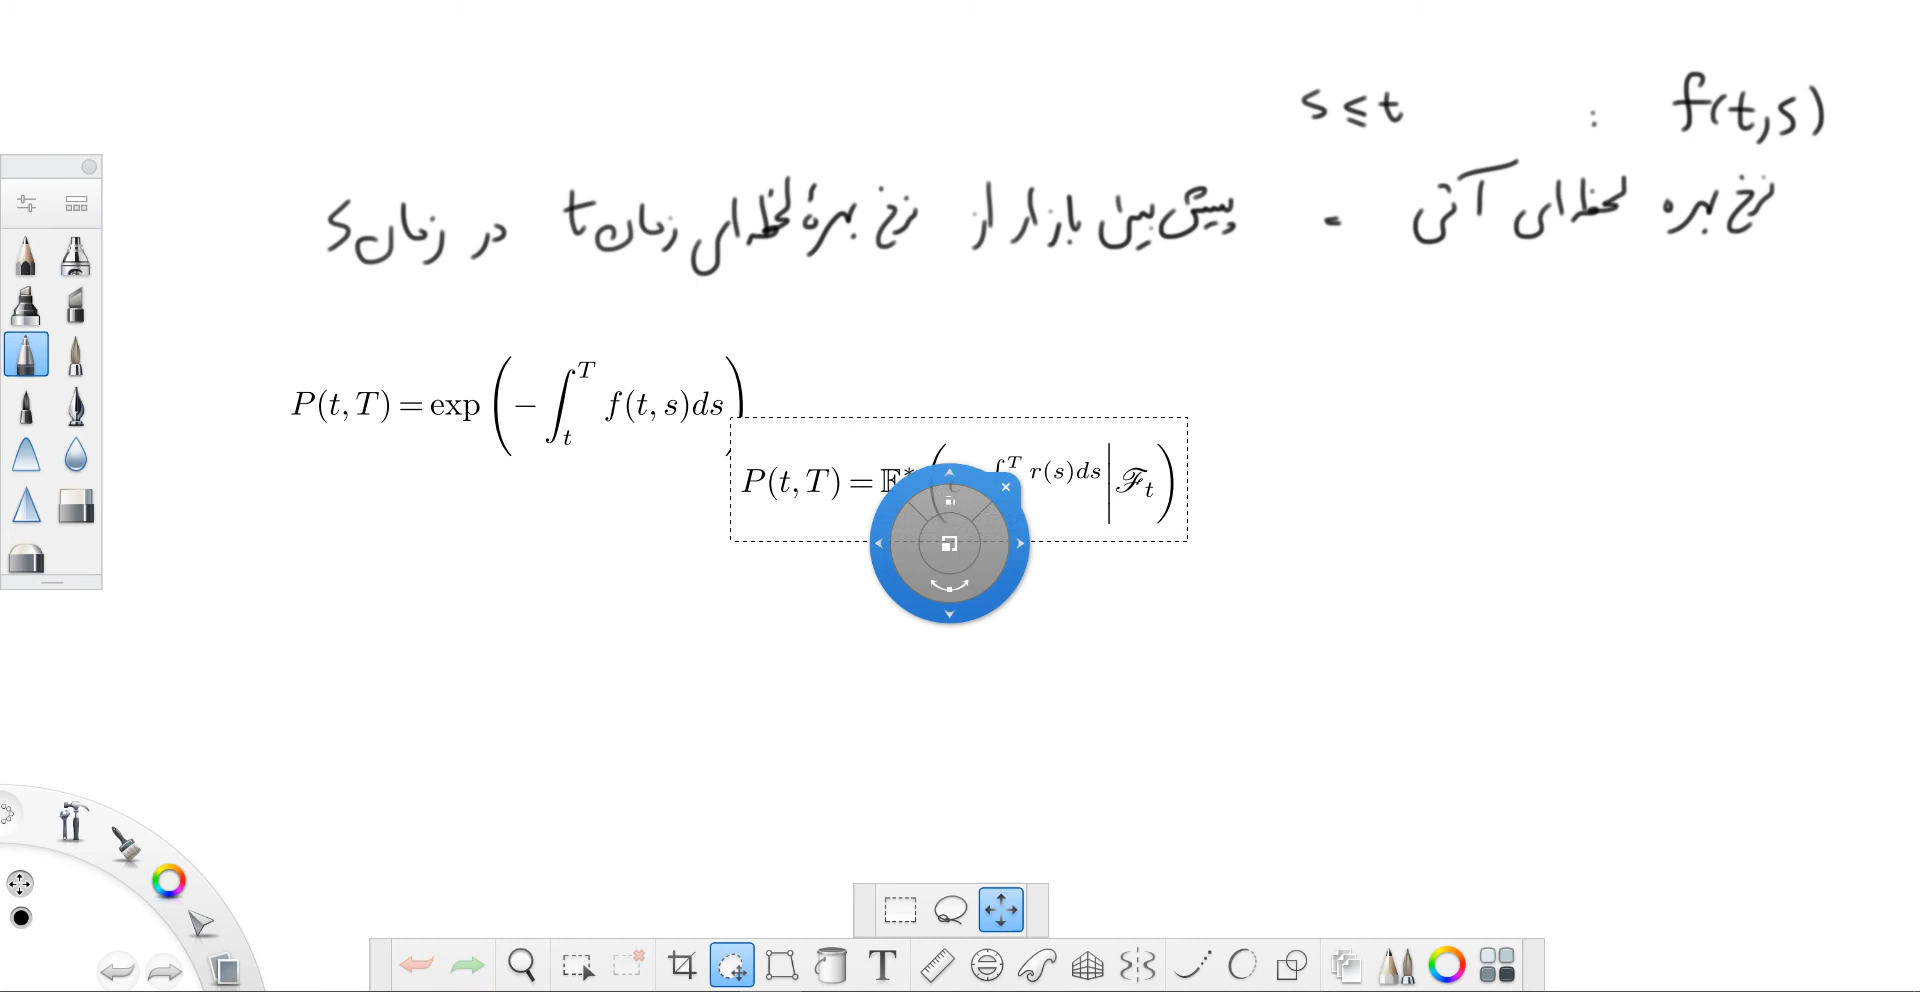 f(t,s) : s ≤ t
نرخ بهره لحظه‌ای آتی = پیش‌بینی بازار از نرخ بهرهٔ لحظه‌ای زمان t در زمان s
P(t,T) = exp(−∫_t^T f(t,s)ds)
P(t,T) = 𝔼* ( ∫^T r(s)ds | ℱ_t )
T